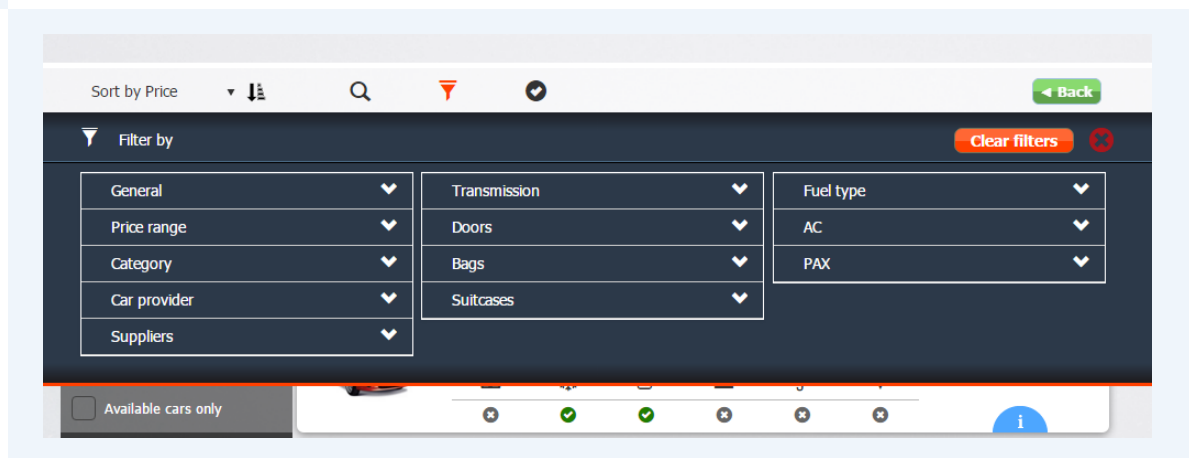 Sort by Price
Back
Filter by
Clear filters
General
Price range
Category
Car provider
Suppliers
Transmission
Doors
Bags
Suitcases
Fuel type
AC
PAX
Available cars only
i